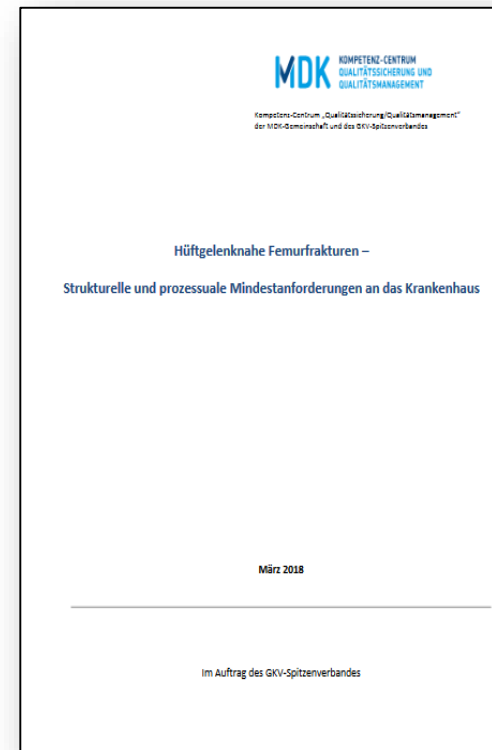 MDK
KOMPETENZ-CENTRUM
QUALITÄTSSICHERUNG UND
QUALITÄTSMANAGEMENT
Kompetenz-Centrum „Qualitätssicherung/Qualitätsmanagement“
der MDK-Gemeinschaft und des GKV-Spitzenverbandes
Hüftgelenknahe Femurfrakturen –
Strukturelle und prozessuale Mindestanforderungen an das Krankenhaus
März 2018
Im Auftrag des GKV-Spitzenverbandes